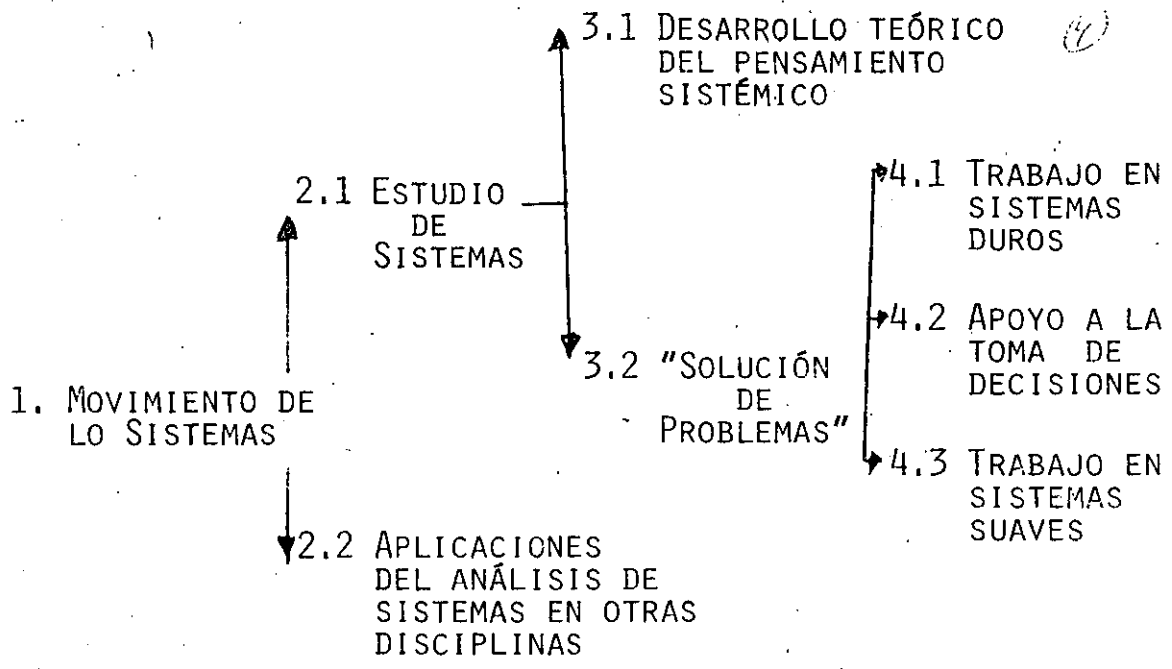 3.1 DESARROLLO TEÓRICO
DEL PENSAMIENTO
SISTÉMICO
4.1 TRABAJO EN
SISTEMAS
DUROS
2.1 ESTUDIO
DE
SISTEMAS
4.2 APOYO A LA
TOMA DE
DECISIONES
3.2 "SOLUCIÓN
DE
PROBLEMAS"
1. MOVIMIENTO DE
LO SISTEMAS
4.3 TRABAJO EN
SISTEMAS
SUAVES
2.2 APLICACIONES
DEL ANÁLISIS DE
SISTEMAS EN OTRAS
DISCIPLINAS